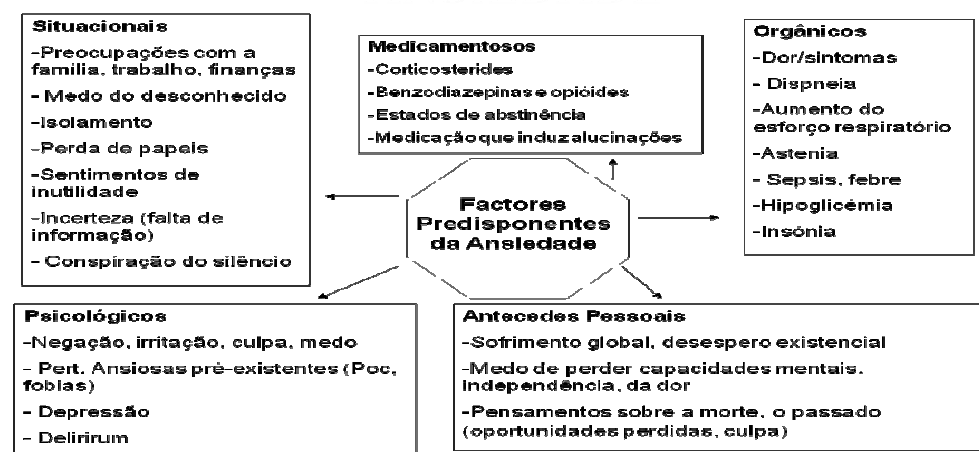 Situacionais
-Preocupações com a
família, trabalho, finanças
- Medo do desconhecido
-Isolamento
-Perda de papeis
-Sentimentos de
inutilidade
-Incerteza (falta de
informação)
- Conspiração do silêncio
Medicamentosos
-Corticosterides
-Benzodiazepinas e opióides
-Estados de abstinência
-Medicação que induz alucinações
Orgânicos
-Dor/sintomas
- Dispneia
-Aumento do
esforço respiratório
-Astenia
- Sepsis, febre
-Hipoglicémia
-Insónia
Factores
Predisponentes
da Ansiedade
Psicológicos
-Negação, irritação, culpa, medo
- Pert. Ansiosas pré-existentes (Poc,
fobias)
- Depressão
- Delirirum
Antecedes Pessoais
-Sofrimento global, desespero existencial
-Medo de perder capacidades mentais,
independência, da dor
-Pensamentos sobre a morte, o passado
(oportunidades perdidas, culpa)